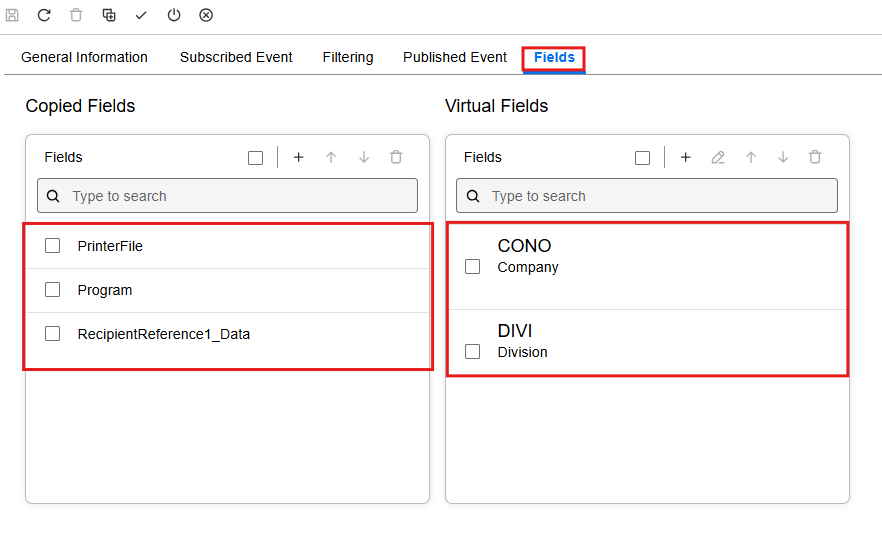 General Information Subscribed Event Filtering Published Event Fields
Copied Fields
Fields
Type to search
PrinterFile
Program
RecipientReference1_Data
Virtual Fields
Fields
Type to search
CONO
Company
DIVI
Division